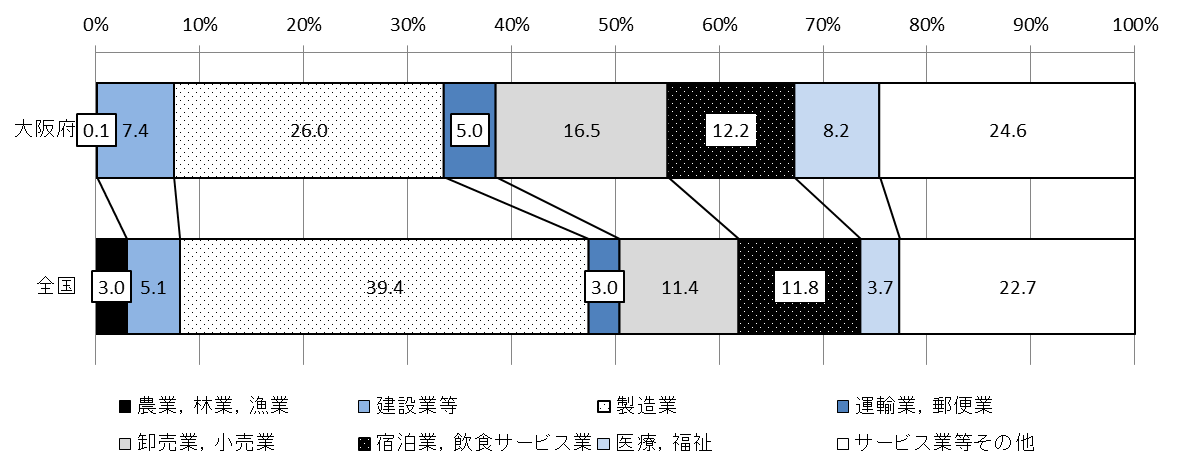 0% 10% 20% 30% 40% 50% 60% 70% 80% 90% 100%
大阪府 0.1 7.4 26.0 5.0 16.5 12.2 8.2 24.6
全国 3.0 5.1 39.4 3.0 11.4 11.8 3.7 22.7
農業, 林業, 漁業 建設業等 製造業 運輸業, 郵便業
卸売業, 小売業 宿泊業, 飲食サービス業 医療, 福祉 サービス業等その他